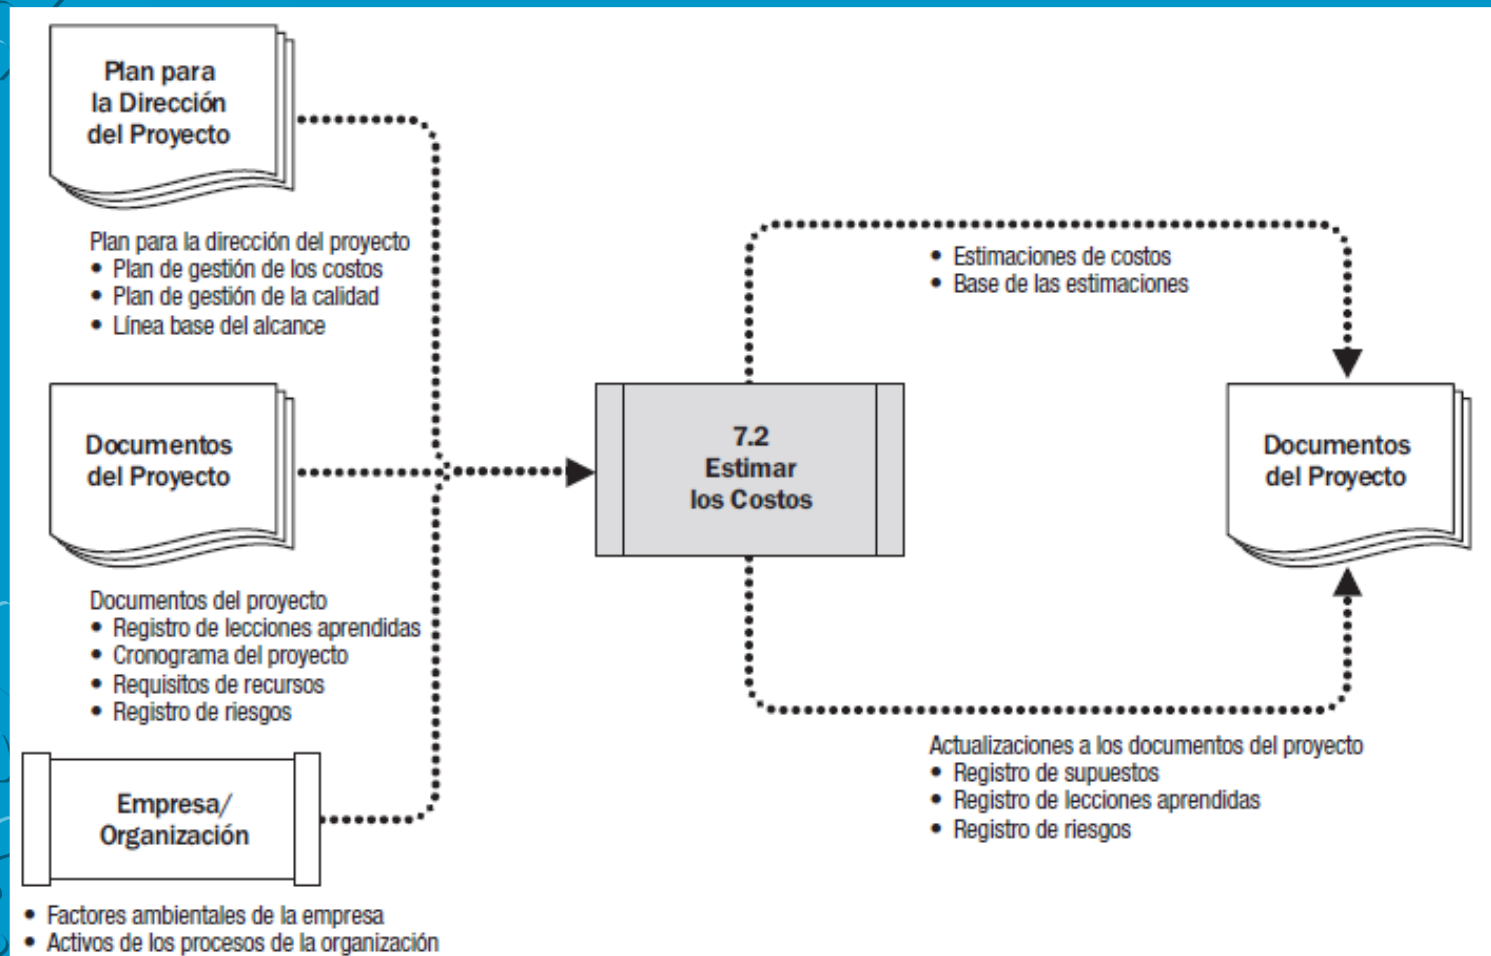 Plan para
la Dirección
del Proyecto
Plan para la dirección del proyecto
• Plan de gestión de los costos
• Plan de gestión de la calidad
• Línea base del alcance
Documentos
del Proyecto
Documentos del proyecto
• Registro de lecciones aprendidas
• Cronograma del proyecto
• Requisitos de recursos
• Registro de riesgos
Empresa/
Organización
• Factores ambientales de la empresa
• Activos de los procesos de la organización
7.2
Estimar
los Costos
• Estimaciones de costos
• Base de las estimaciones
Documentos
del Proyecto
Actualizaciones a los documentos del proyecto
• Registro de supuestos
• Registro de lecciones aprendidas
• Registro de riesgos